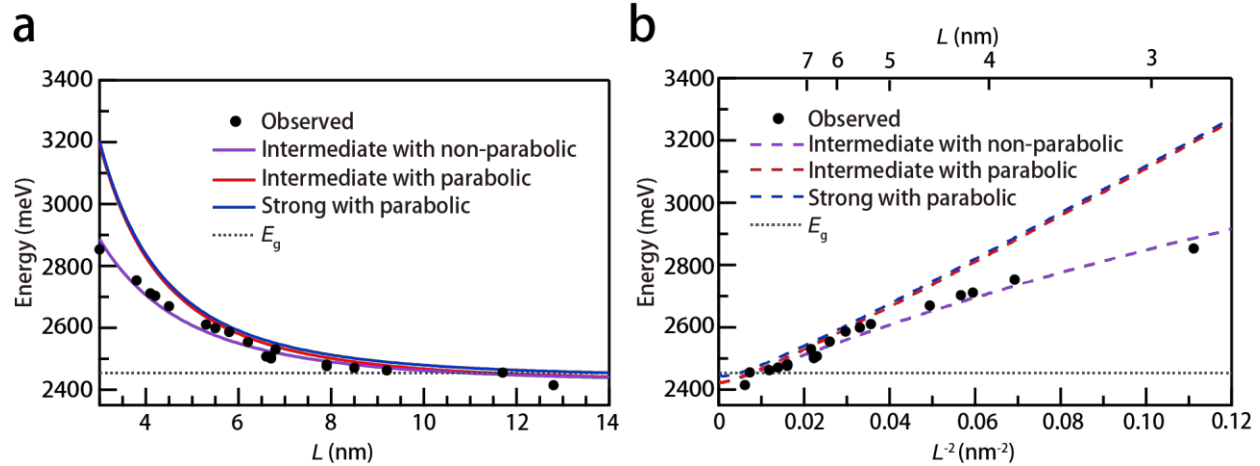 a
3400
3200
3000
2800
2600
2400
Energy (meV)
Observed
Intermediate with non-parabolic
Intermediate with parabolic
Strong with parabolic
Eg
4
6
8
10
12
14
L (nm)
b
L (nm)
7
6
5
4
3
3400
3200
3000
2800
2600
2400
Energy (meV)
Observed
Intermediate with non-parabolic
Intermediate with parabolic
Strong with parabolic
Eg
0.00
0.02
0.04
0.06
0.08
0.10
0.12
L⁻² (nm⁻²)